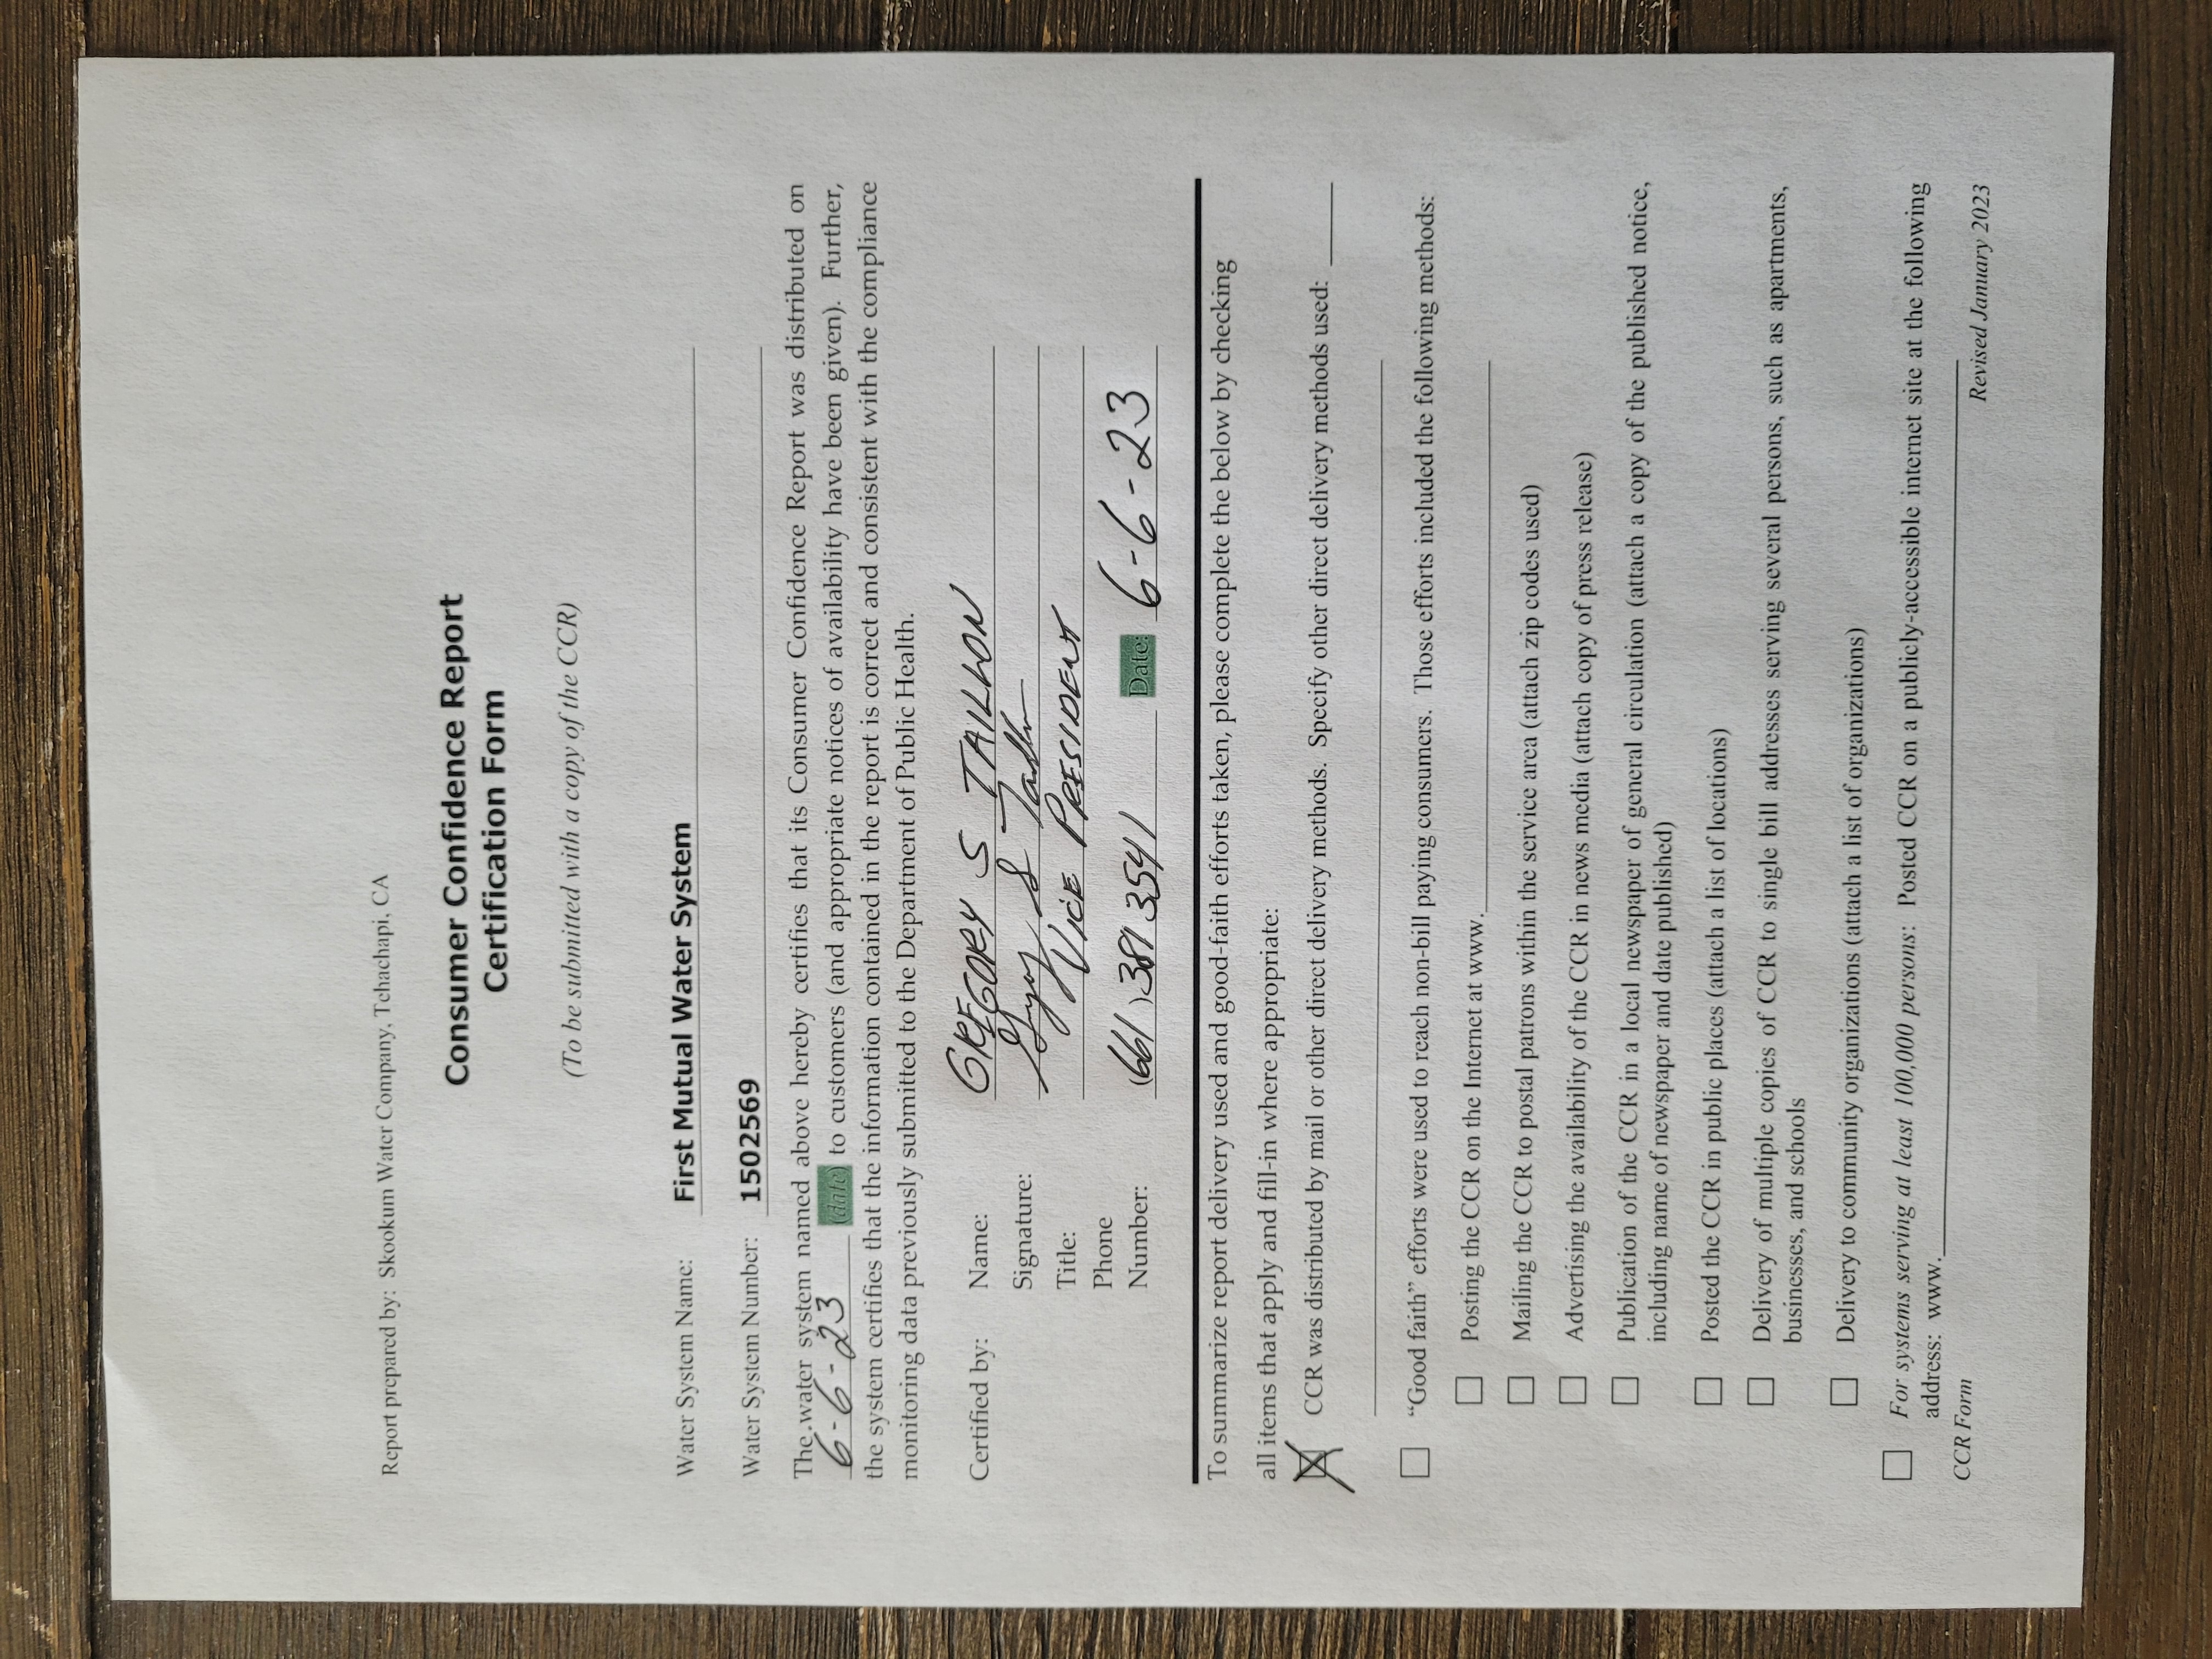 Report prepared by: Skookum Water Company, Tehachapi, CA
Consumer Confidence Report
Certification Form
(To be submitted with a copy of the CCR)
Water System Name: First Mutual Water System
Water System Number: 1502569
The water system named above hereby certifies that its Consumer Confidence Report was distributed on
6-6-23 (date) to customers (and appropriate notices of availability have been given). Further,
the system certifies that the information contained in the report is correct and consistent with the compliance
monitoring data previously submitted to the Department of Public Health.
Certified by: Name: GREGORY S TAILLON
Signature: Gregory S Taillon
Title: VICE PRESIDENT
Phone
Number: (661) 3893541 Date: 6-6-23
To summarize report delivery used and good-faith efforts taken, please complete the below by checking
all items that apply and fill-in where appropriate:
CCR was distributed by mail or other direct delivery methods. Specify other direct delivery methods used:
“Good faith” efforts were used to reach non-bill paying consumers. Those efforts included the following methods:
Posting the CCR on the Internet at www.
Mailing the CCR to postal patrons within the service area (attach zip codes used)
Advertising the availability of the CCR in news media (attach copy of press release)
Publication of the CCR in a local newspaper of general circulation (attach a copy of the published notice,
including name of newspaper and date published)
Posted the CCR in public places (attach a list of locations)
Delivery of multiple copies of CCR to single bill addresses serving several persons, such as apartments,
businesses, and schools
Delivery to community organizations (attach a list of organizations)
For systems serving at least 100,000 persons: Posted CCR on a publicly-accessible internet site at the following
address: www.
CCR Form Revised January 2023